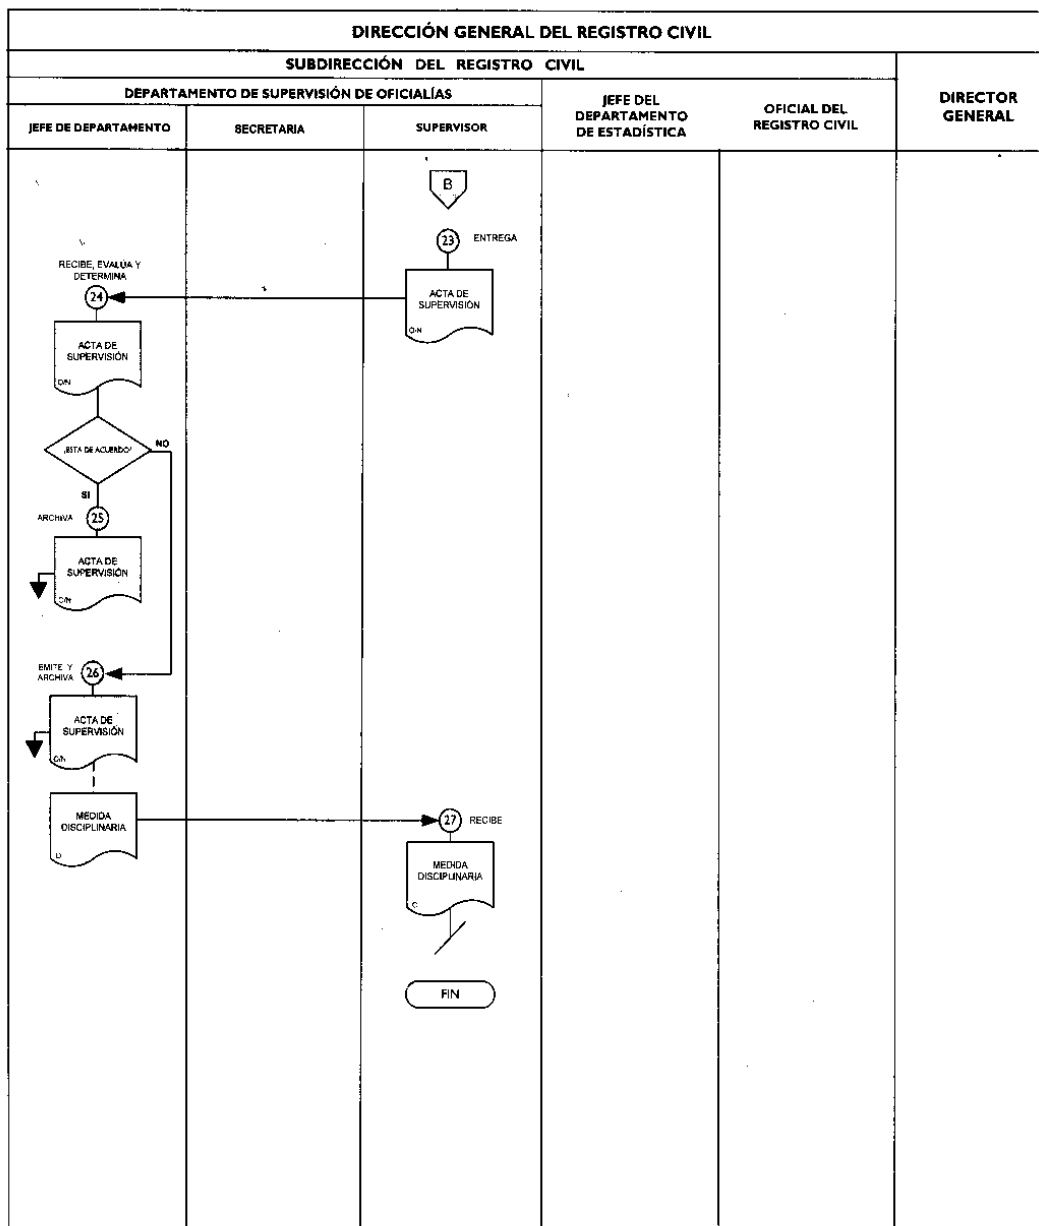 DIRECCIÓN GENERAL DEL REGISTRO CIVIL
SUBDIRECCIÓN DEL REGISTRO CIVIL
DEPARTAMENTO DE SUPERVISIÓN DE OFICIALÍAS
JEFE DE DEPARTAMENTO
SECRETARIA
SUPERVISOR
JEFE DEL
DEPARTAMENTO
DE ESTADÍSTICA
OFICIAL DEL
REGISTRO CIVIL
DIRECTOR
GENERAL
B
23
ENTREGA
ACTA DE
SUPERVISIÓN
O/N
RECIBE, EVALÚA Y
DETERMINA
24
ACTA DE
SUPERVISIÓN
O/N
¿ESTA DE ACUERDO?
NO
SI
ARCHIVA
25
ACTA DE
SUPERVISIÓN
O/N
EMITE Y
ARCHIVA
26
ACTA DE
SUPERVISIÓN
O/N
MEDIDA
DISCIPLINARIA
O
27
RECIBE
MEDIDA
DISCIPLINARIA
C
FIN